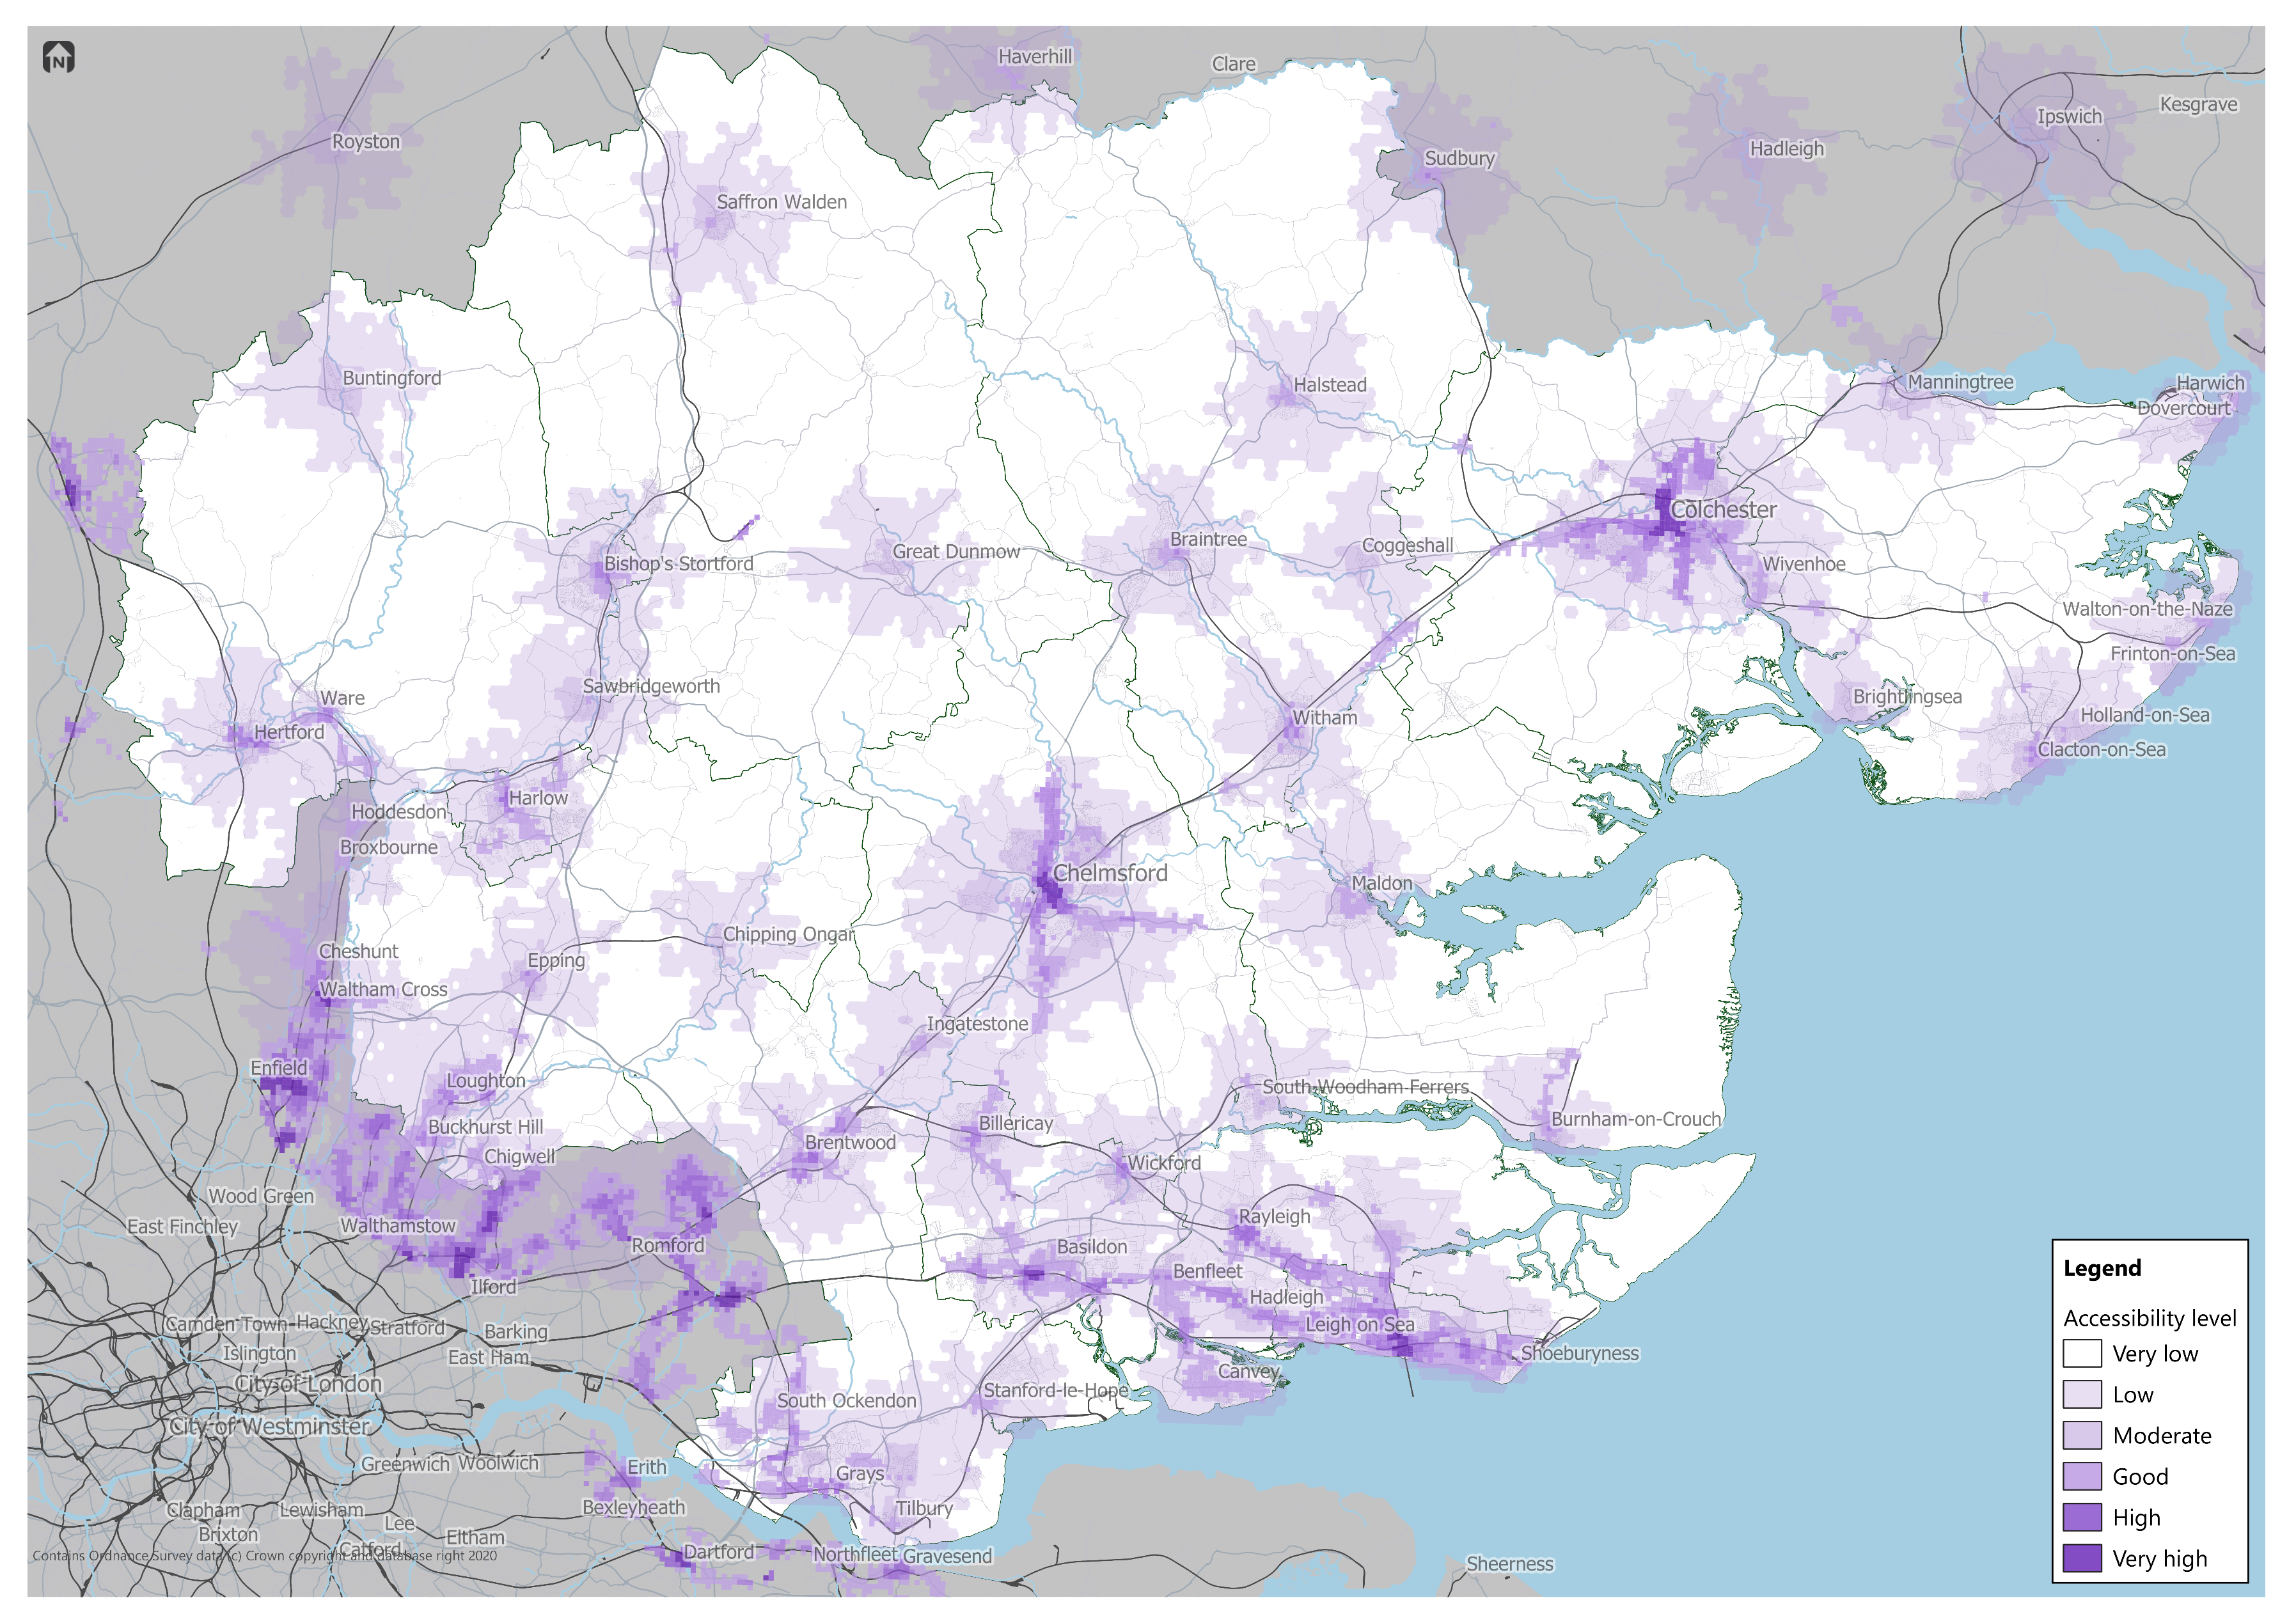 N
Haverhill
Clare
Kesgrave
Ipswich
Royston
Hadleigh
Sudbury
Saffron Walden
Buntingford
Halstead
Manningtree
Harwich
Dovercourt
Colchester
Braintree
Coggeshall
Great Dunmow
Bishop's Stortford
Wivenhoe
Walton-on-the-Naze
Frinton-on-Sea
Sawbridgeworth
Ware
Brightlingsea
Holland-on-Sea
Witham
Hertford
Clacton-on-Sea
Harlow
Hoddesdon
Broxbourne
Chelmsford
Maldon
Chipping Ongar
Cheshunt
Epping
Waltham Cross
Ingatestone
Enfield
Loughton
South Woodham Ferrers
Burnham-on-Crouch
Buckhurst Hill
Billericay
Brentwood
Chigwell
Wickford
Wood Green
East Finchley
Walthamstow
Rayleigh
Romford
Basildon
Benfleet
Ilford
Hadleigh
Camden Town
Hackney
Stratford
Barking
Leigh on Sea
Islington
East Ham
Shoeburyness
City of London
Canvey
Stanford-le-Hope
South Ockendon
City of Westminster
Greenwich
Woolwich
Erith
Grays
Clapham
Lewisham
Bexleyheath
Tilbury
Lee
Brixton
Eltham
Catford
Dartford
Northfleet
Gravesend
Sheerness
Contains Ordnance Survey data (c) Crown copyright and database right 2020
Legend
Accessibility level
Very low
Low
Moderate
Good
High
Very high